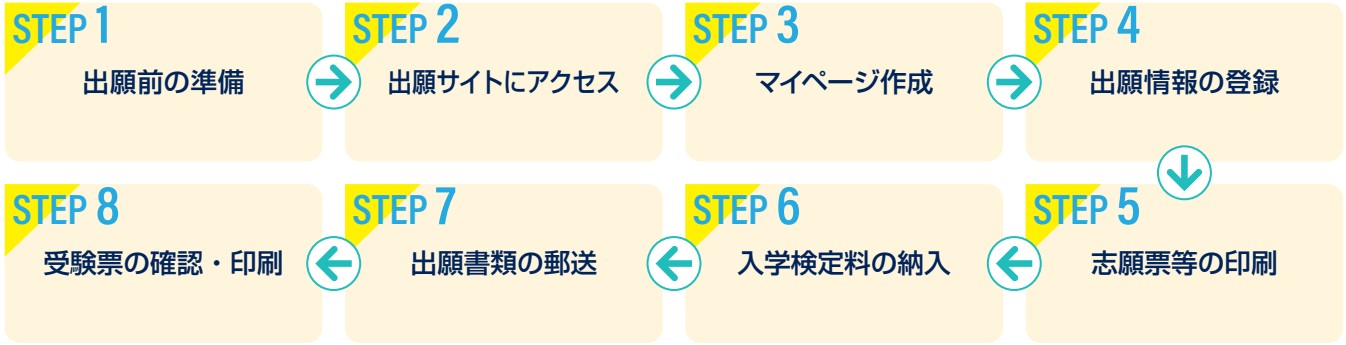 STEP 1
出願前の準備
STEP 2
出願サイトにアクセス
STEP 3
マイページ作成
STEP 4
出願情報の登録
STEP 5
志願票等の印刷
STEP 6
入学検定料の納入
STEP 7
出願書類の郵送
STEP 8
受験票の確認・印刷